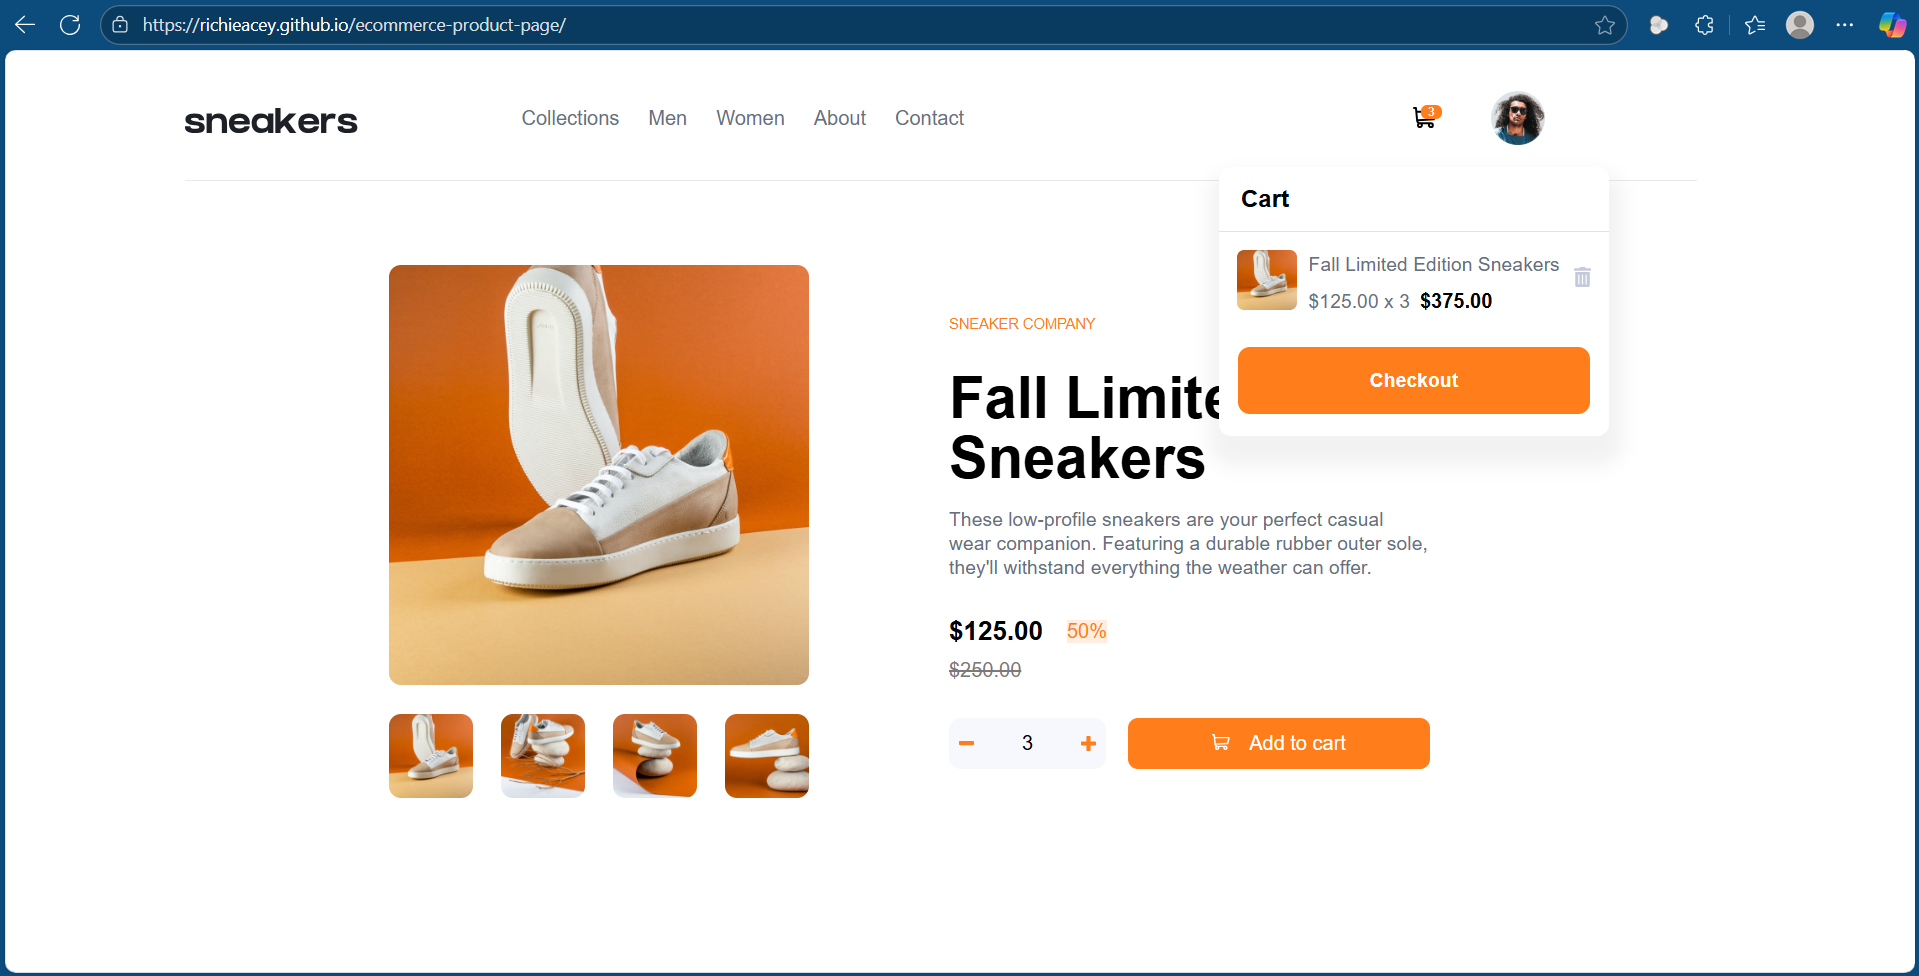 https://richieacey.github.io/ecommerce-product-page/
sneakers
Collections Men Women About Contact
3
Cart
Fall Limited Edition Sneakers
$125.00 x 3 $375.00
Checkout
SNEAKER COMPANY
Fall Limite
Sneakers
These low-profile sneakers are your perfect casual
wear companion. Featuring a durable rubber outer sole,
they'll withstand everything the weather can offer.
$125.00 50%
$250.00
3
Add to cart